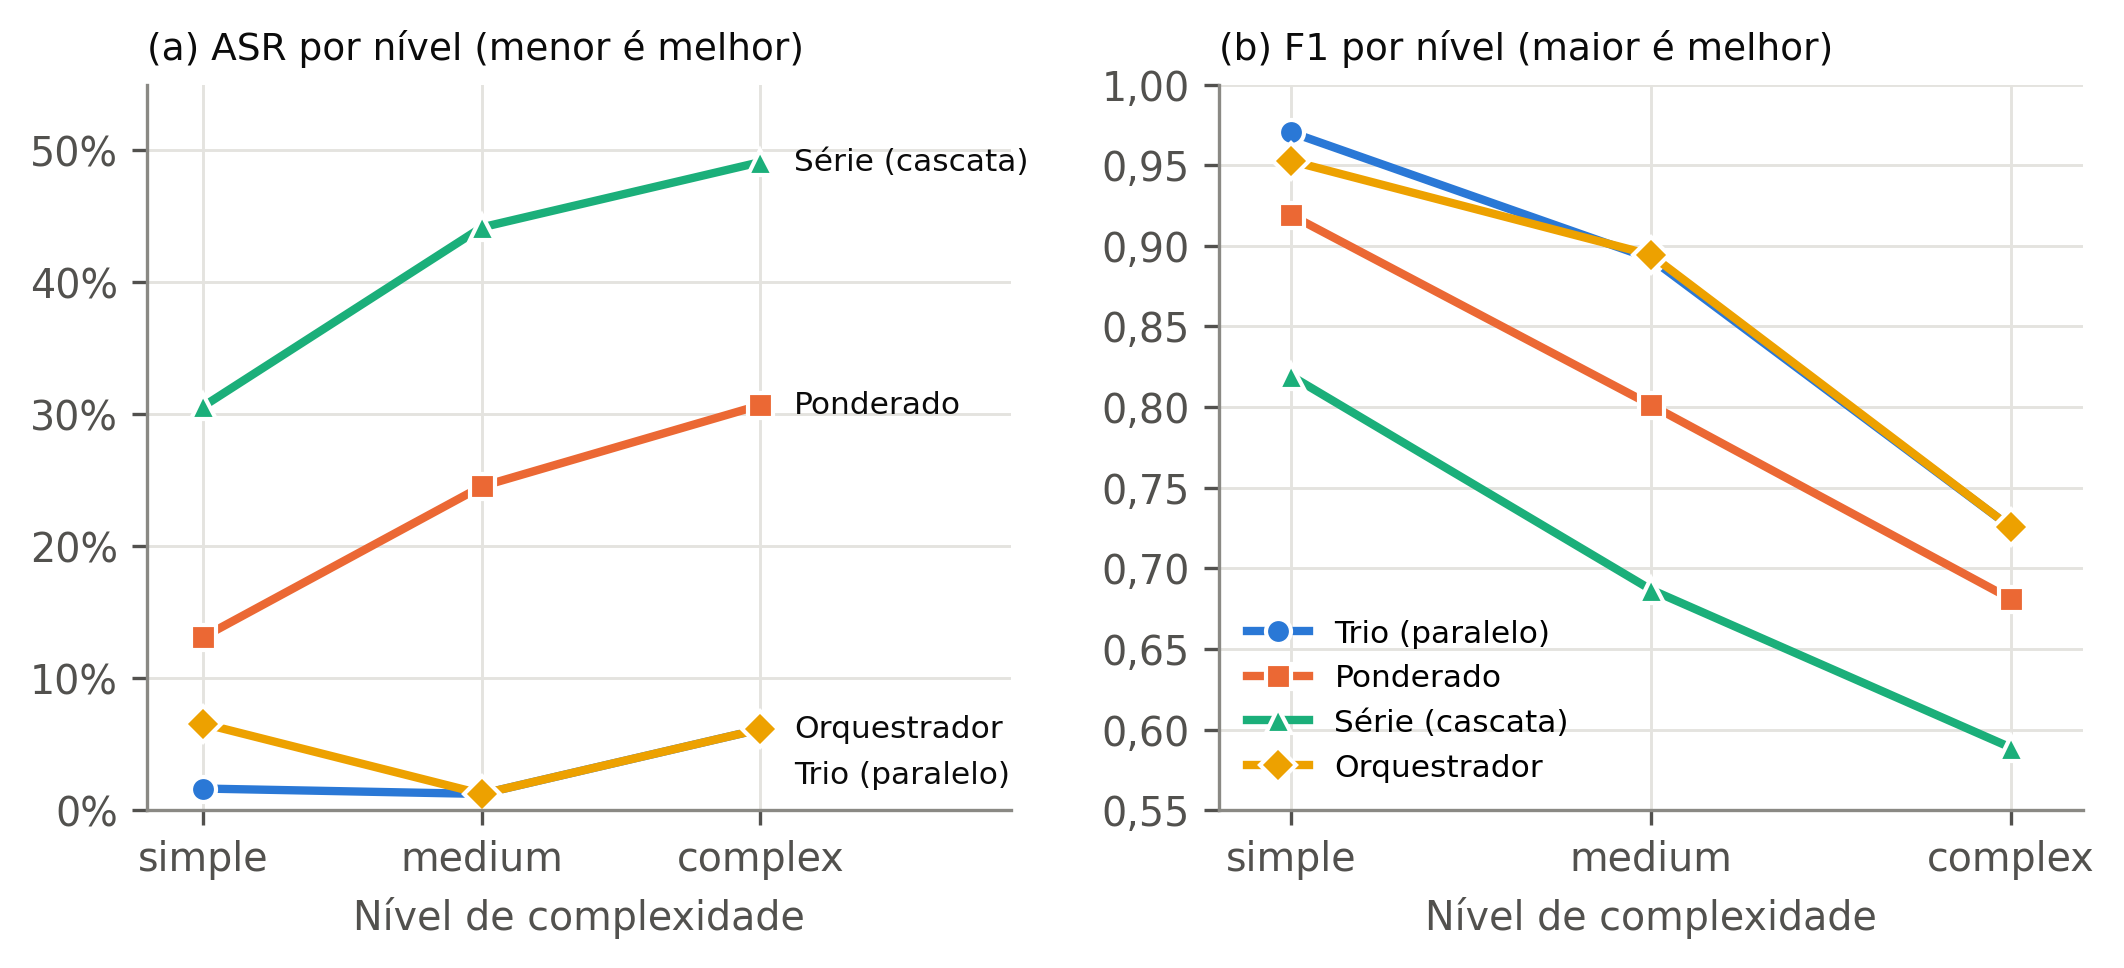 (a) ASR por nível (menor é melhor)
50%
40%
30%
20%
10%
0%
Série (cascata)
Ponderado
Orquestrador
Trio (paralelo)
simple medium complex
Nível de complexidade
(b) F1 por nível (maior é melhor)
1,00
0,95
0,90
0,85
0,80
0,75
0,70
0,65
0,60
0,55
Trio (paralelo)
Ponderado
Série (cascata)
Orquestrador
simple medium complex
Nível de complexidade